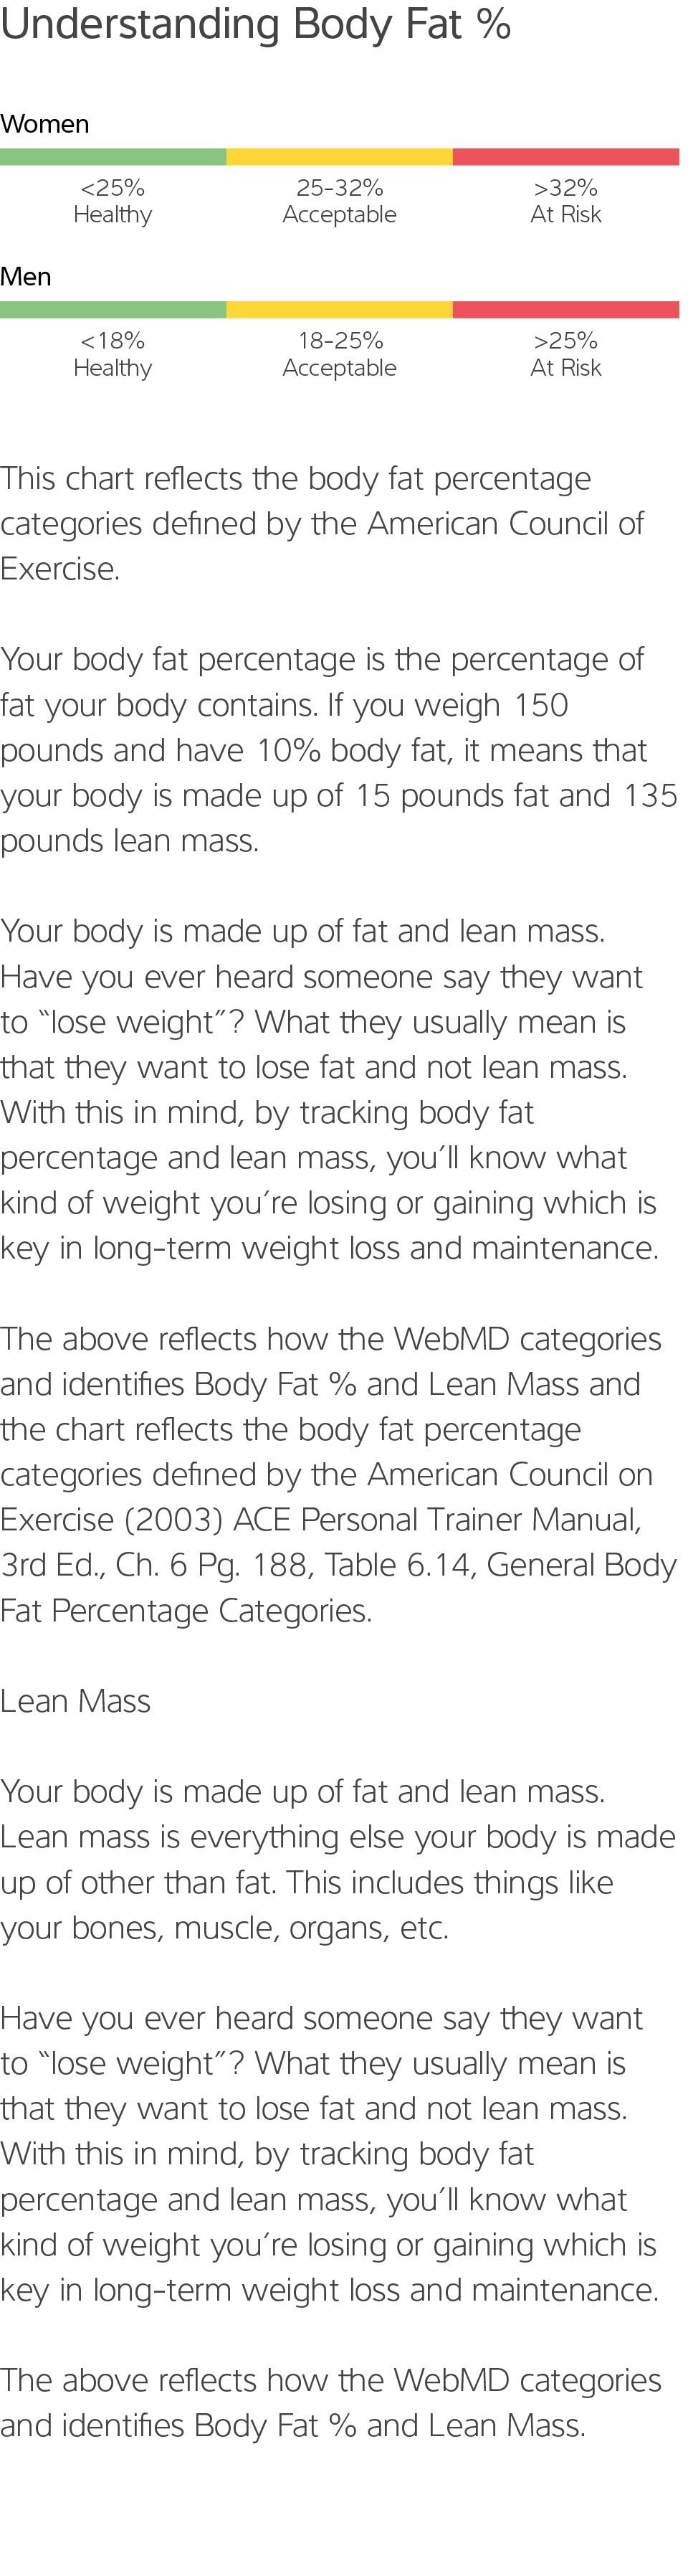 Understanding Body Fat %
Women
<25% 25-32% >32%
Healthy Acceptable At Risk
Men
<18% 18-25% >25%
Healthy Acceptable At Risk
This chart reflects the body fat percentage
categories defined by the American Council of
Exercise.
Your body fat percentage is the percentage of
fat your body contains. If you weigh 150
pounds and have 10% body fat, it means that
your body is made up of 15 pounds fat and 135
pounds lean mass.
Your body is made up of fat and lean mass.
Have you ever heard someone say they want
to “lose weight”? What they usually mean is
that they want to lose fat and not lean mass.
With this in mind, by tracking body fat
percentage and lean mass, you’ll know what
kind of weight you’re losing or gaining which is
key in long-term weight loss and maintenance.
The above reflects how the WebMD categories
and identifies Body Fat % and Lean Mass and
the chart reflects the body fat percentage
categories defined by the American Council on
Exercise (2003) ACE Personal Trainer Manual,
3rd Ed., Ch. 6 Pg. 188, Table 6.14, General Body
Fat Percentage Categories.
Lean Mass
Your body is made up of fat and lean mass.
Lean mass is everything else your body is made
up of other than fat. This includes things like
your bones, muscle, organs, etc.
Have you ever heard someone say they want
to “lose weight”? What they usually mean is
that they want to lose fat and not lean mass.
With this in mind, by tracking body fat
percentage and lean mass, you’ll know what
kind of weight you’re losing or gaining which is
key in long-term weight loss and maintenance.
The above reflects how the WebMD categories
and identifies Body Fat % and Lean Mass.